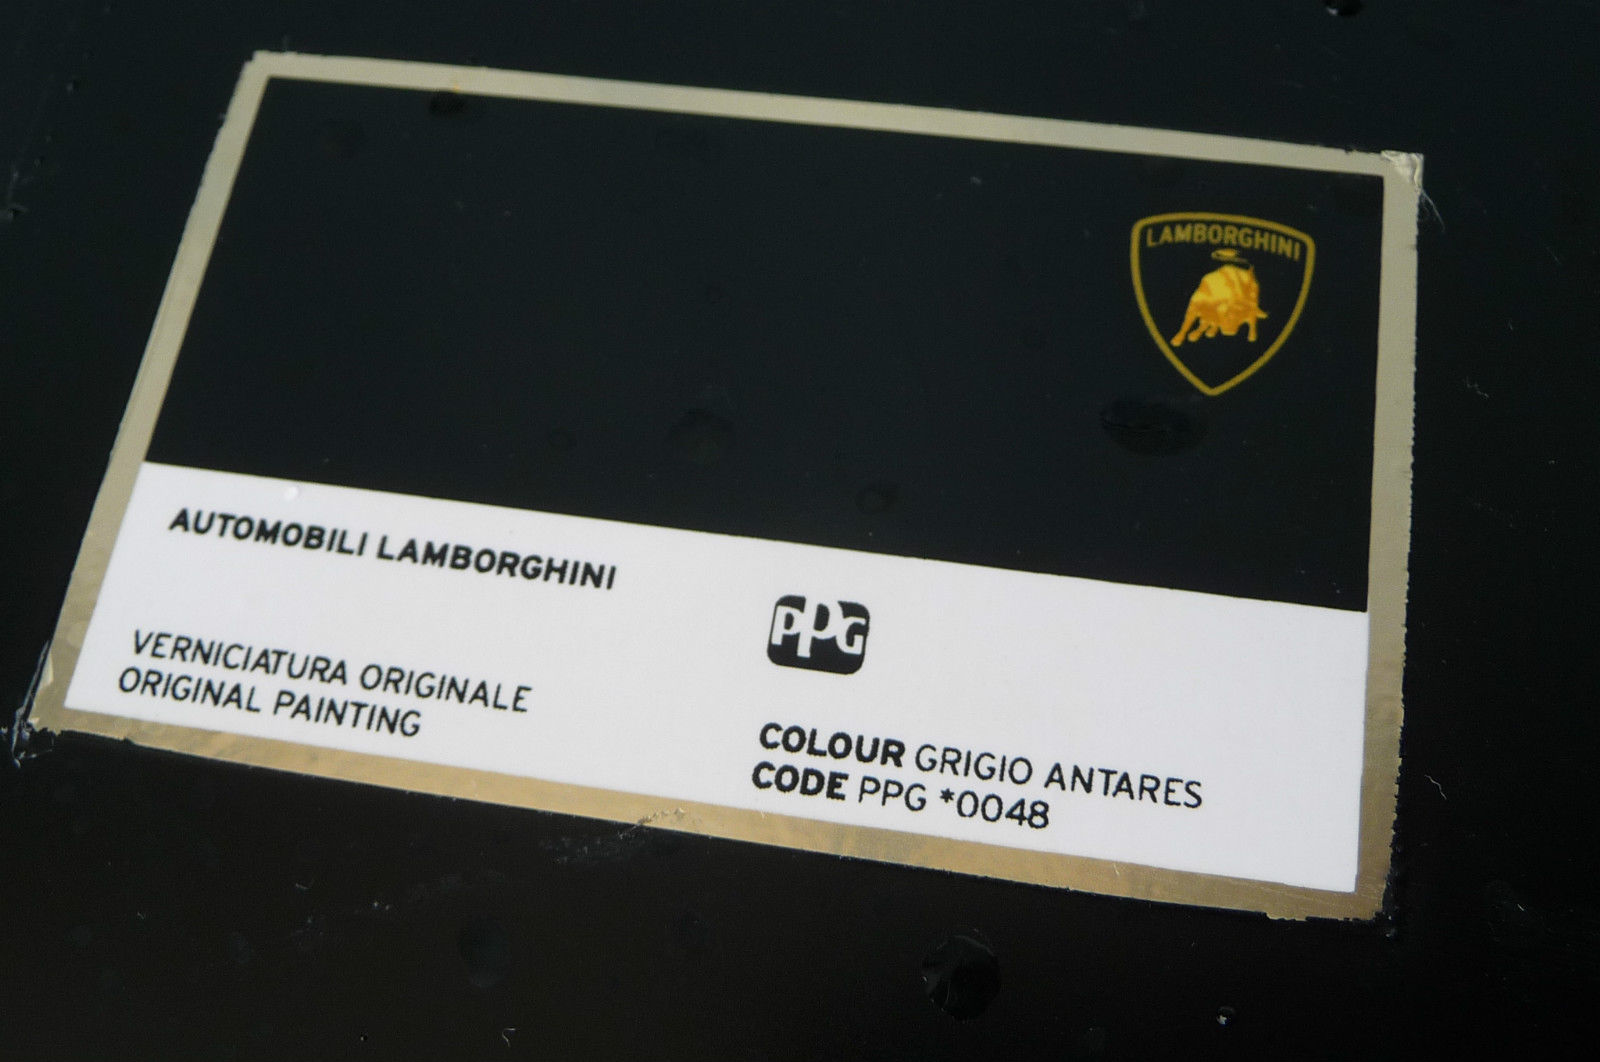 LAMBORGHINI
AUTOMOBILI LAMBORGHINI
VERNICIATURA ORIGINALE
ORIGINAL PAINTING
PPG
COLOUR GRIGIO ANTARES
CODE PPG *0048